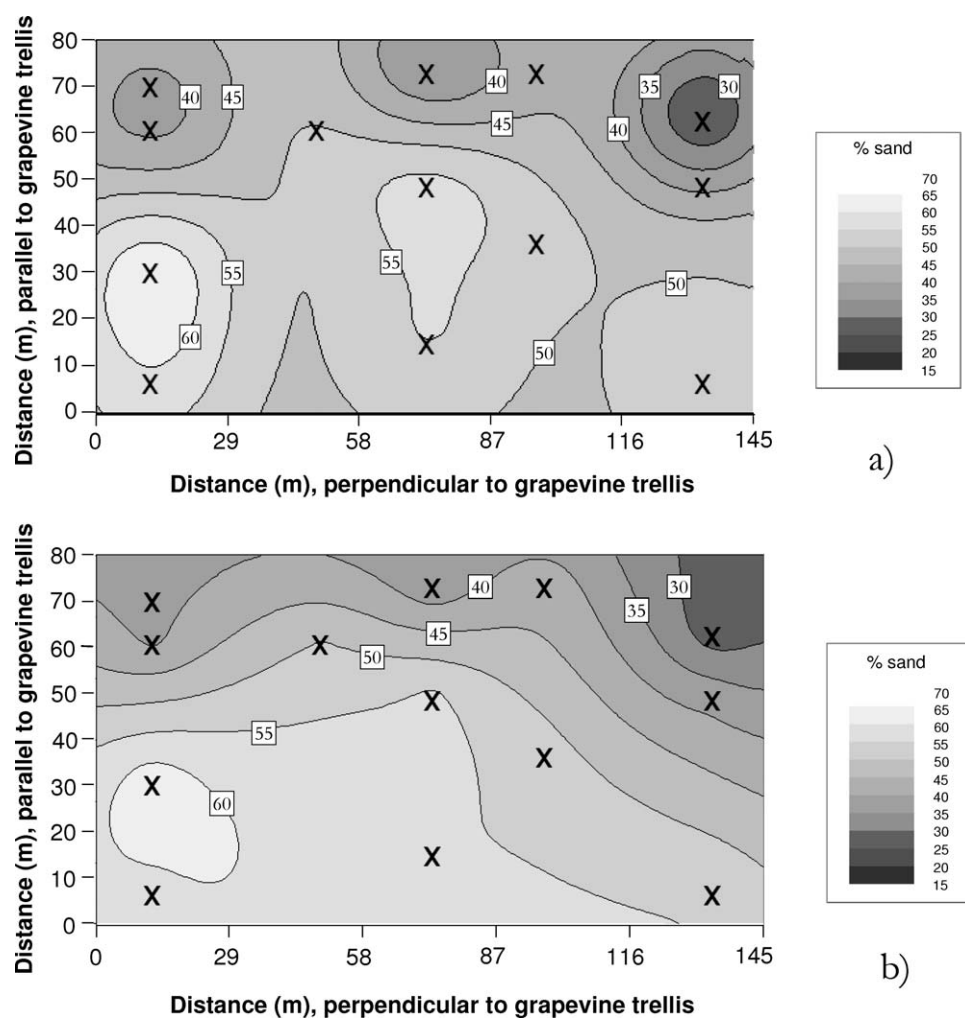 Distance (m), parallel to grapevine trellis
80
70
60
50
40
30
20
10
0
0 29 58 87 116 145
Distance (m), perpendicular to grapevine trellis
40
45
40
45
40
35
30
55
60
55
50
50
X
X
X
X
X
X
X
X
X
X
X
X
X
% sand
70
65
60
55
50
45
40
35
30
25
20
15
a)
Distance (m), parallel to grapevine trellis
80
70
60
50
40
30
20
10
0
0 29 58 87 116 145
Distance (m), perpendicular to grapevine trellis
40
45
50
55
60
35
30
X
X
X
X
X
X
X
X
X
X
X
X
X
% sand
70
65
60
55
50
45
40
35
30
25
20
15
b)